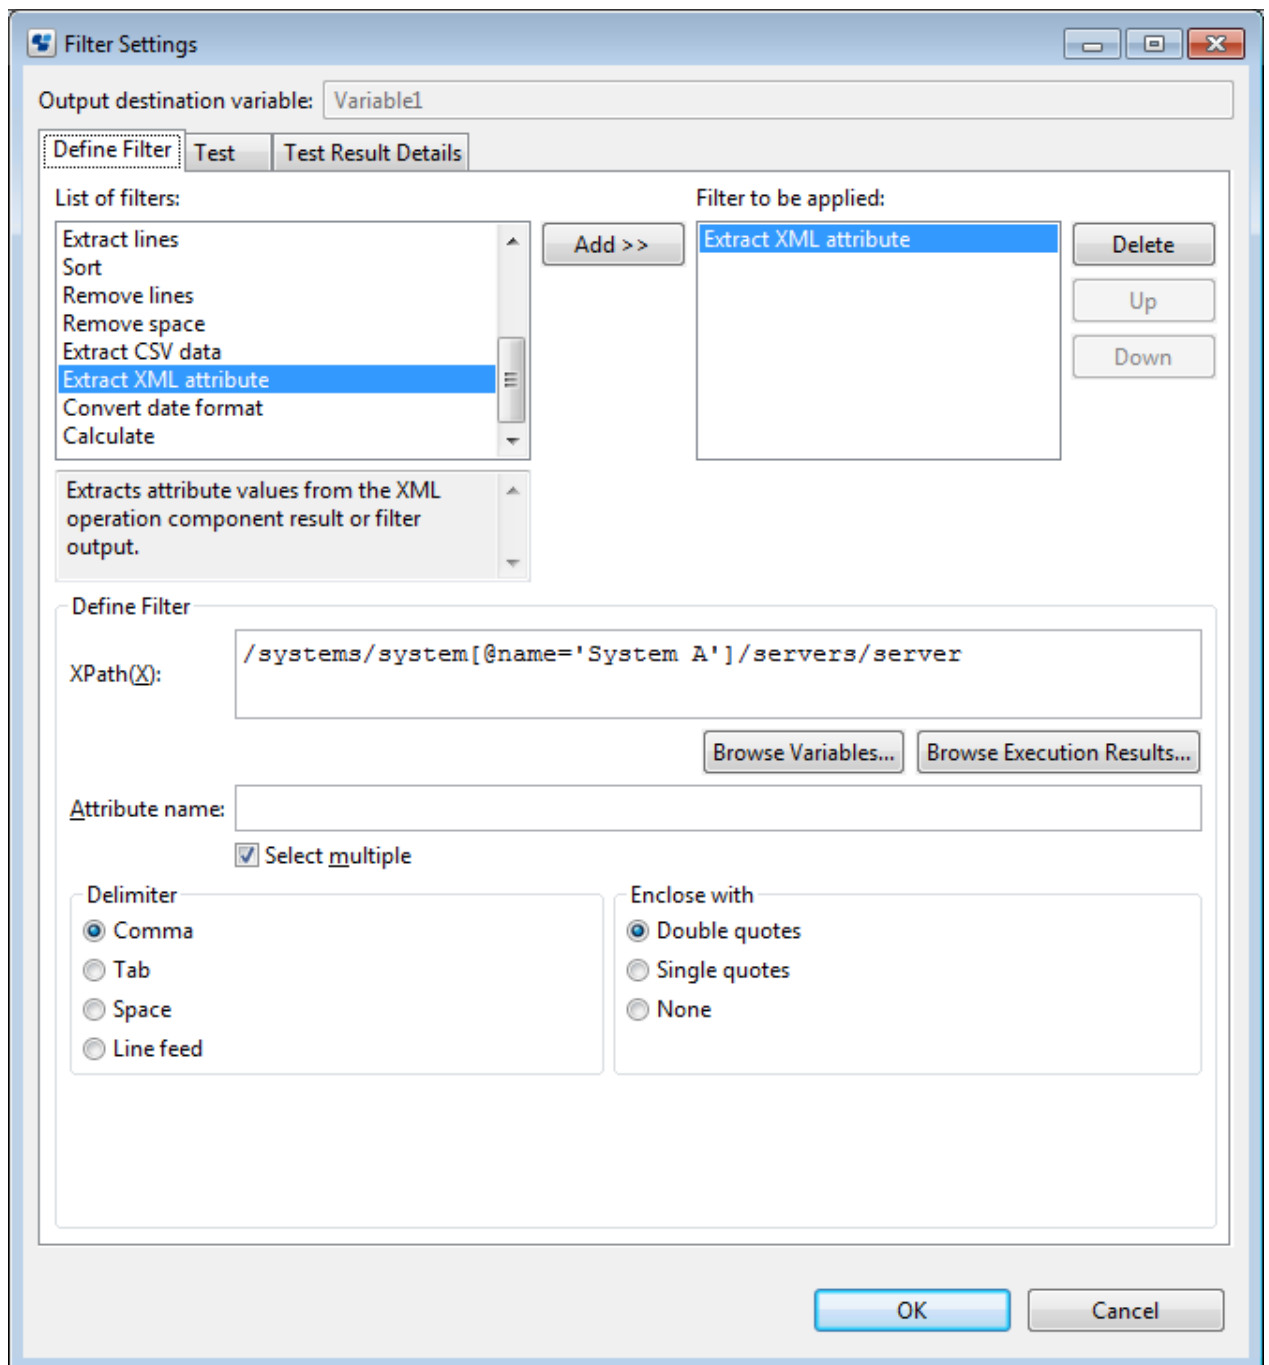 Filter Settings
Output destination variable: Variable1
Define Filter Test Test Result Details
List of filters: Filter to be applied:
Extract lines
Sort
Remove lines
Remove space
Extract CSV data
Extract XML attribute
Convert date format
Calculate
Add >>
Extract XML attribute
Delete
Up
Down
Extracts attribute values from the XML
operation component result or filter
output.
Define Filter
XPath(X): /systems/system[@name='System A']/servers/server
Browse Variables... Browse Execution Results...
Attribute name:
Select multiple
Delimiter
Comma
Tab
Space
Line feed
Enclose with
Double quotes
Single quotes
None
OK Cancel